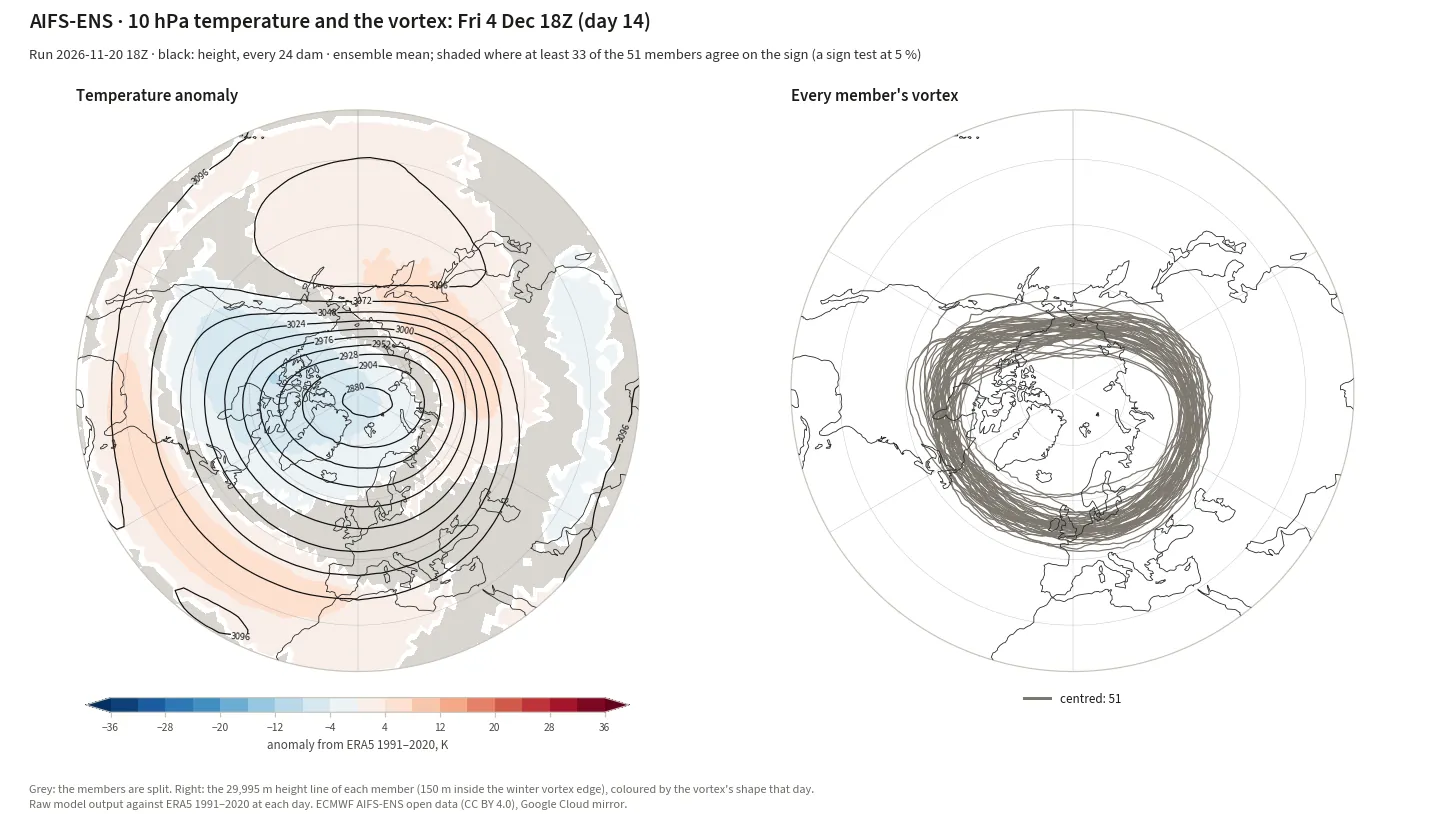 AIFS-ENS · 10 hPa temperature and the vortex: Fri 4 Dec 18Z (day 14)
Run 2026-11-20 18Z · black: height, every 24 dam · ensemble mean; shaded where at least 33 of the 51 members agree on the sign (a sign test at 5 %)
Temperature anomaly
Every member's vortex
3096
3096
3072
3048
3024
3000
2976
2952
2928
2904
2880
3096
3096
centred: 51
−36 −28 −20 −12 −4 4 12 20 28 36
anomaly from ERA5 1991–2020, K
Grey: the members are split. Right: the 29,995 m height line of each member (150 m inside the winter vortex edge), coloured by the vortex's shape that day.
Raw model output against ERA5 1991–2020 at each day. ECMWF AIFS-ENS open data (CC BY 4.0), Google Cloud mirror.